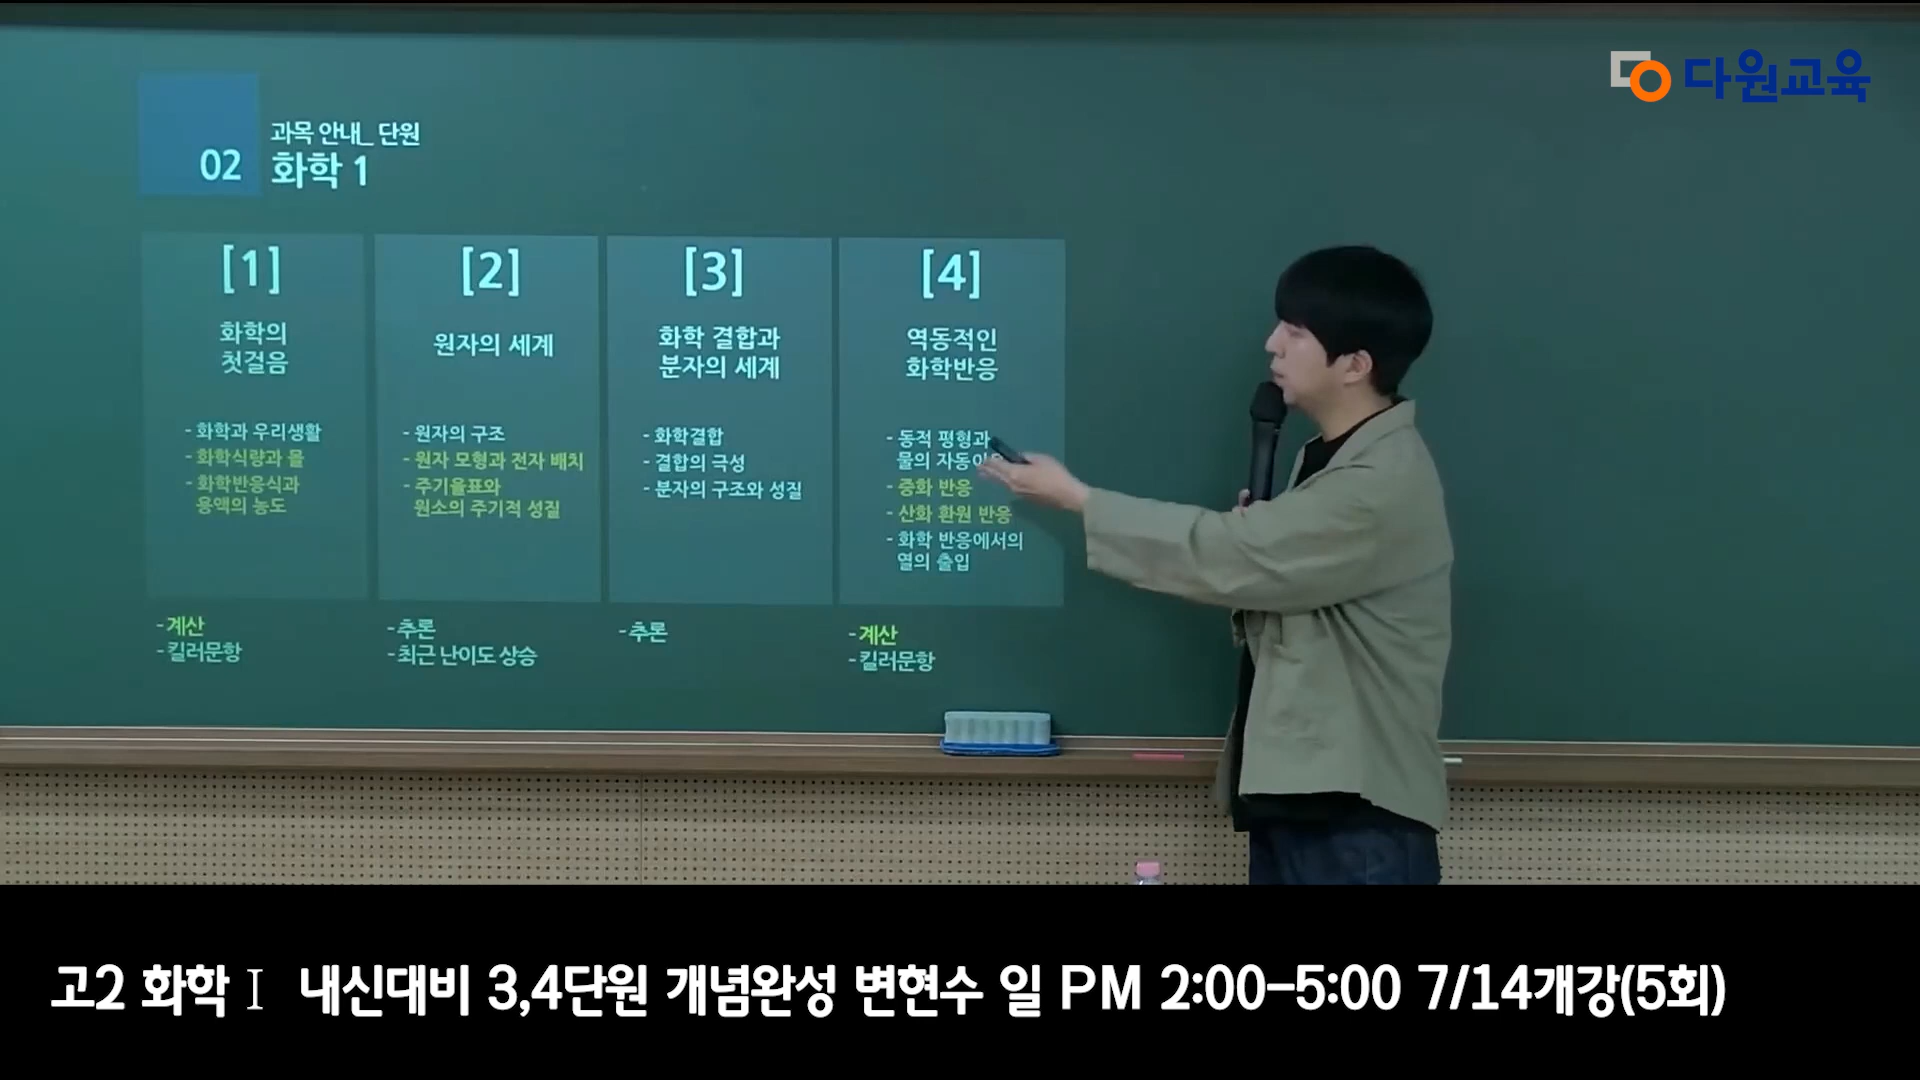 다원교육
02
과목 안내_ 단원
화학 1
[1]
화학의
첫걸음
- 화학과 우리생활
- 화학식량과 몰
- 화학반응식과
용액의 농도
- 계산
- 킬러문항
[2]
원자의 세계
- 원자의 구조
- 원자 모형과 전자 배치
- 주기율표와
원소의 주기적 성질
- 추론
- 최근 난이도 상승
[3]
화학 결합과
분자의 세계
- 화학결합
- 결합의 극성
- 분자의 구조와 성질
- 추론
[4]
역동적인
화학반응
- 동적 평형과
물의
- 중화 반응
- 산화 환원 반응
- 화학 반응에서의
열의 출입
- 계산
- 킬러문항
고2 화학Ⅰ 내신대비 3,4단원 개념완성 변현수 일 PM 2:00-5:00 7/14개강(5회)